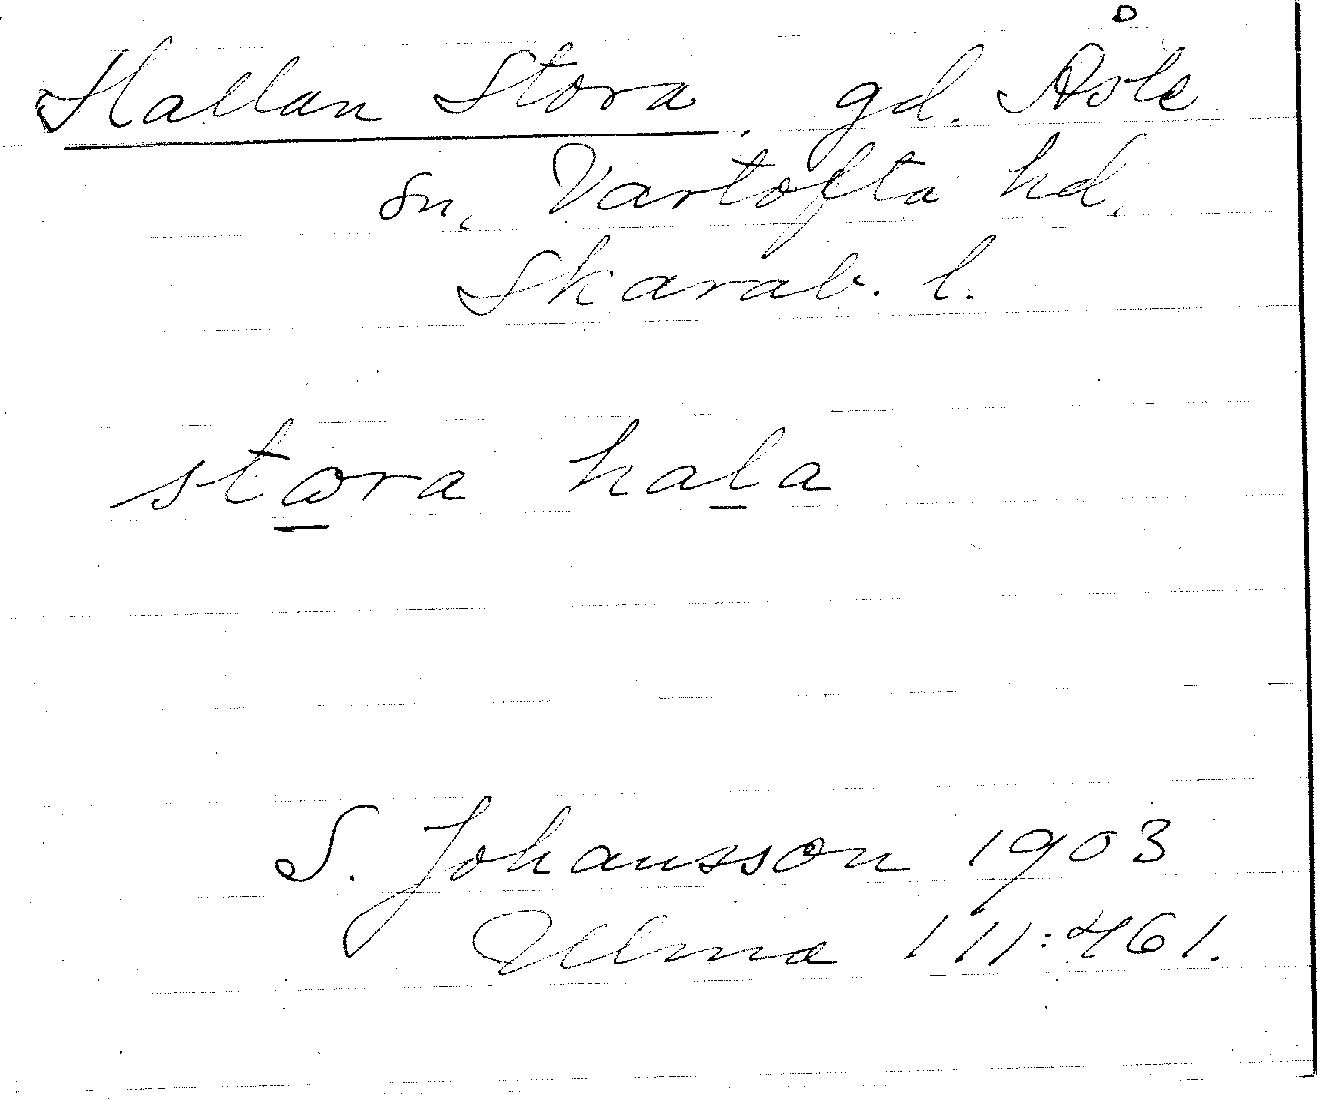 Hallan Stora, gd. Åsle
sn, Vartofta hd,
Skarab. l.
stora hala
S. Johansson 1903
Ulma 111:461.